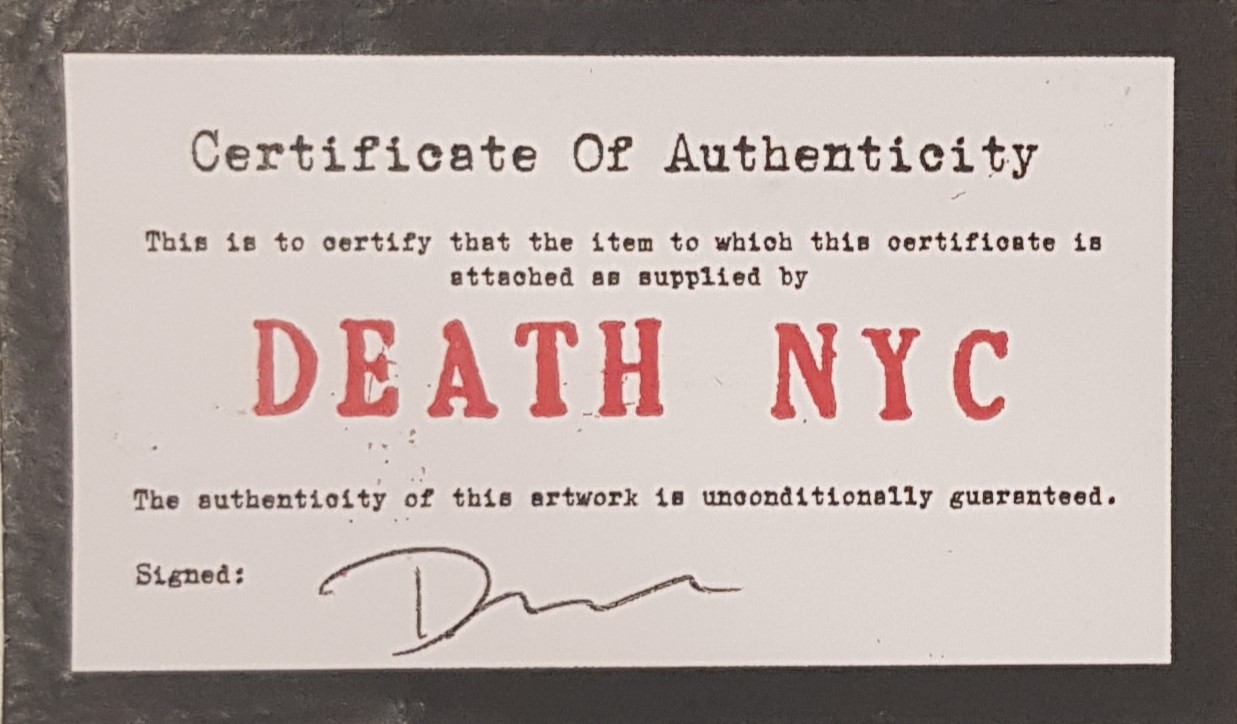 Certificate Of Authenticity
This is to certify that the item to which this certificate is
attached as supplied by
DEATH NYC
The authenticity of this artwork is unconditionally guaranteed.
Signed: